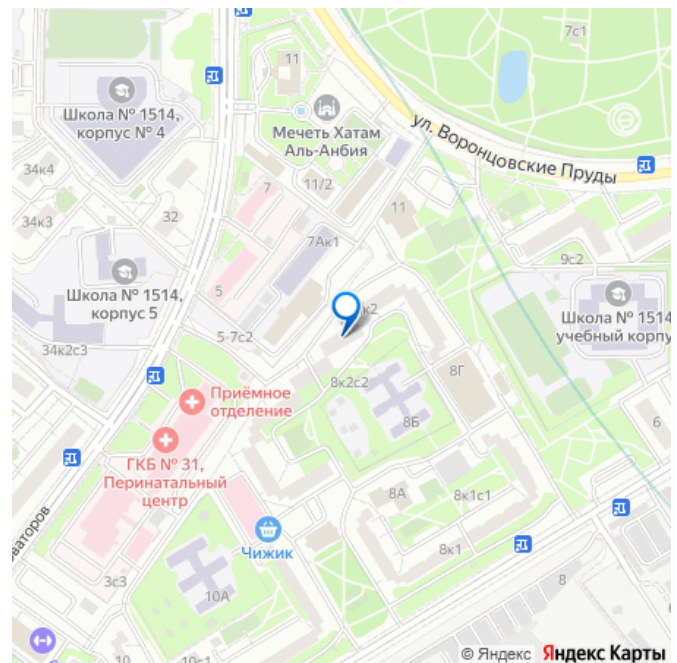 7с1
11
Школа № 1514,
корпус № 4
Мечеть Хатам
Аль-Анбия
ул. Воронцовские Пруды
34к4
7
11/2
11
34к3
32
7Ак1
9с2
Школа № 1514,
корпус 5
5
Школа № 1514
учебный корпу
5-7с2
34к2с3
8к2с2
8Г
Приёмное
отделение
8Б
6
ГКБ № 31,
Перинатальный
центр
8А
8к1с1
Чижик
8к1
3с3
10А
8
10
10с1
© Яндекс Яндекс Карты